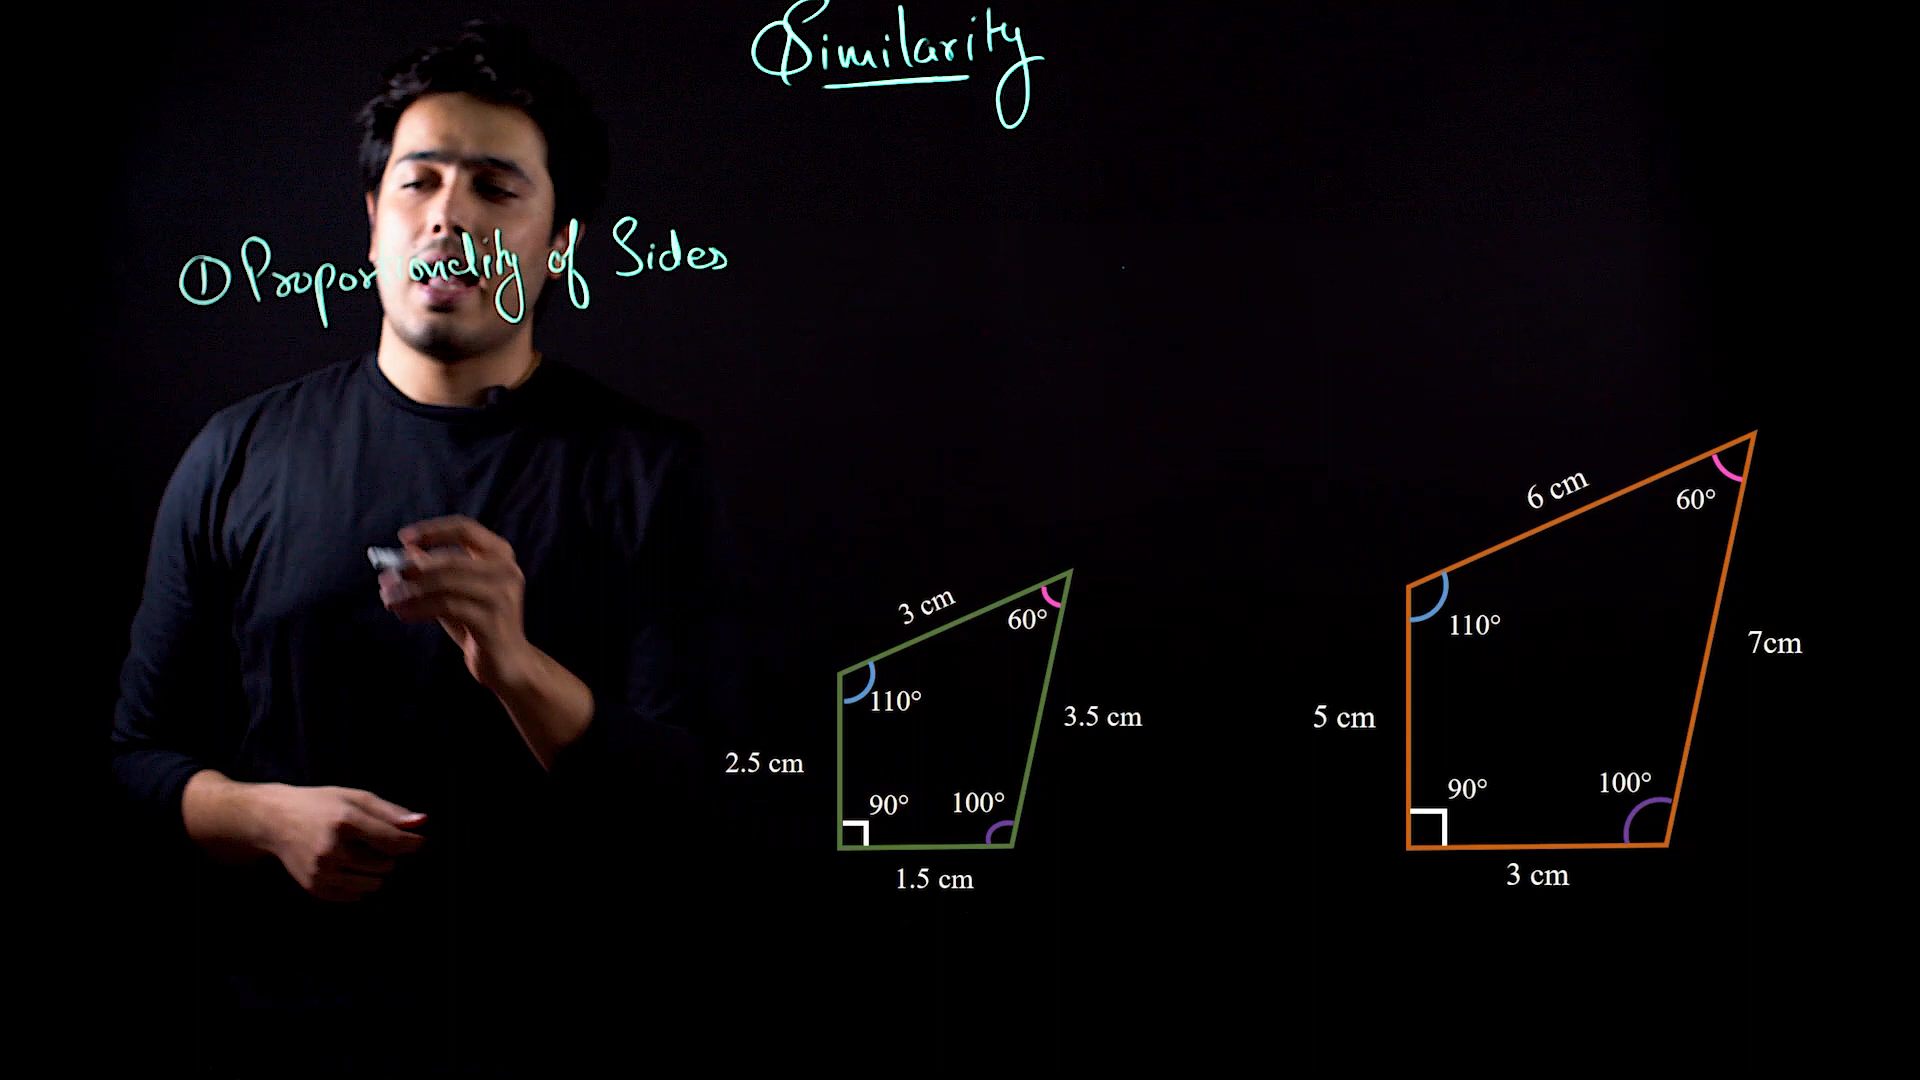 Similarity
① Proportionality of Sides
3 cm
60°
110°
3.5 cm
2.5 cm
90°
100°
1.5 cm
6 cm
60°
110°
7cm
5 cm
90°
100°
3 cm